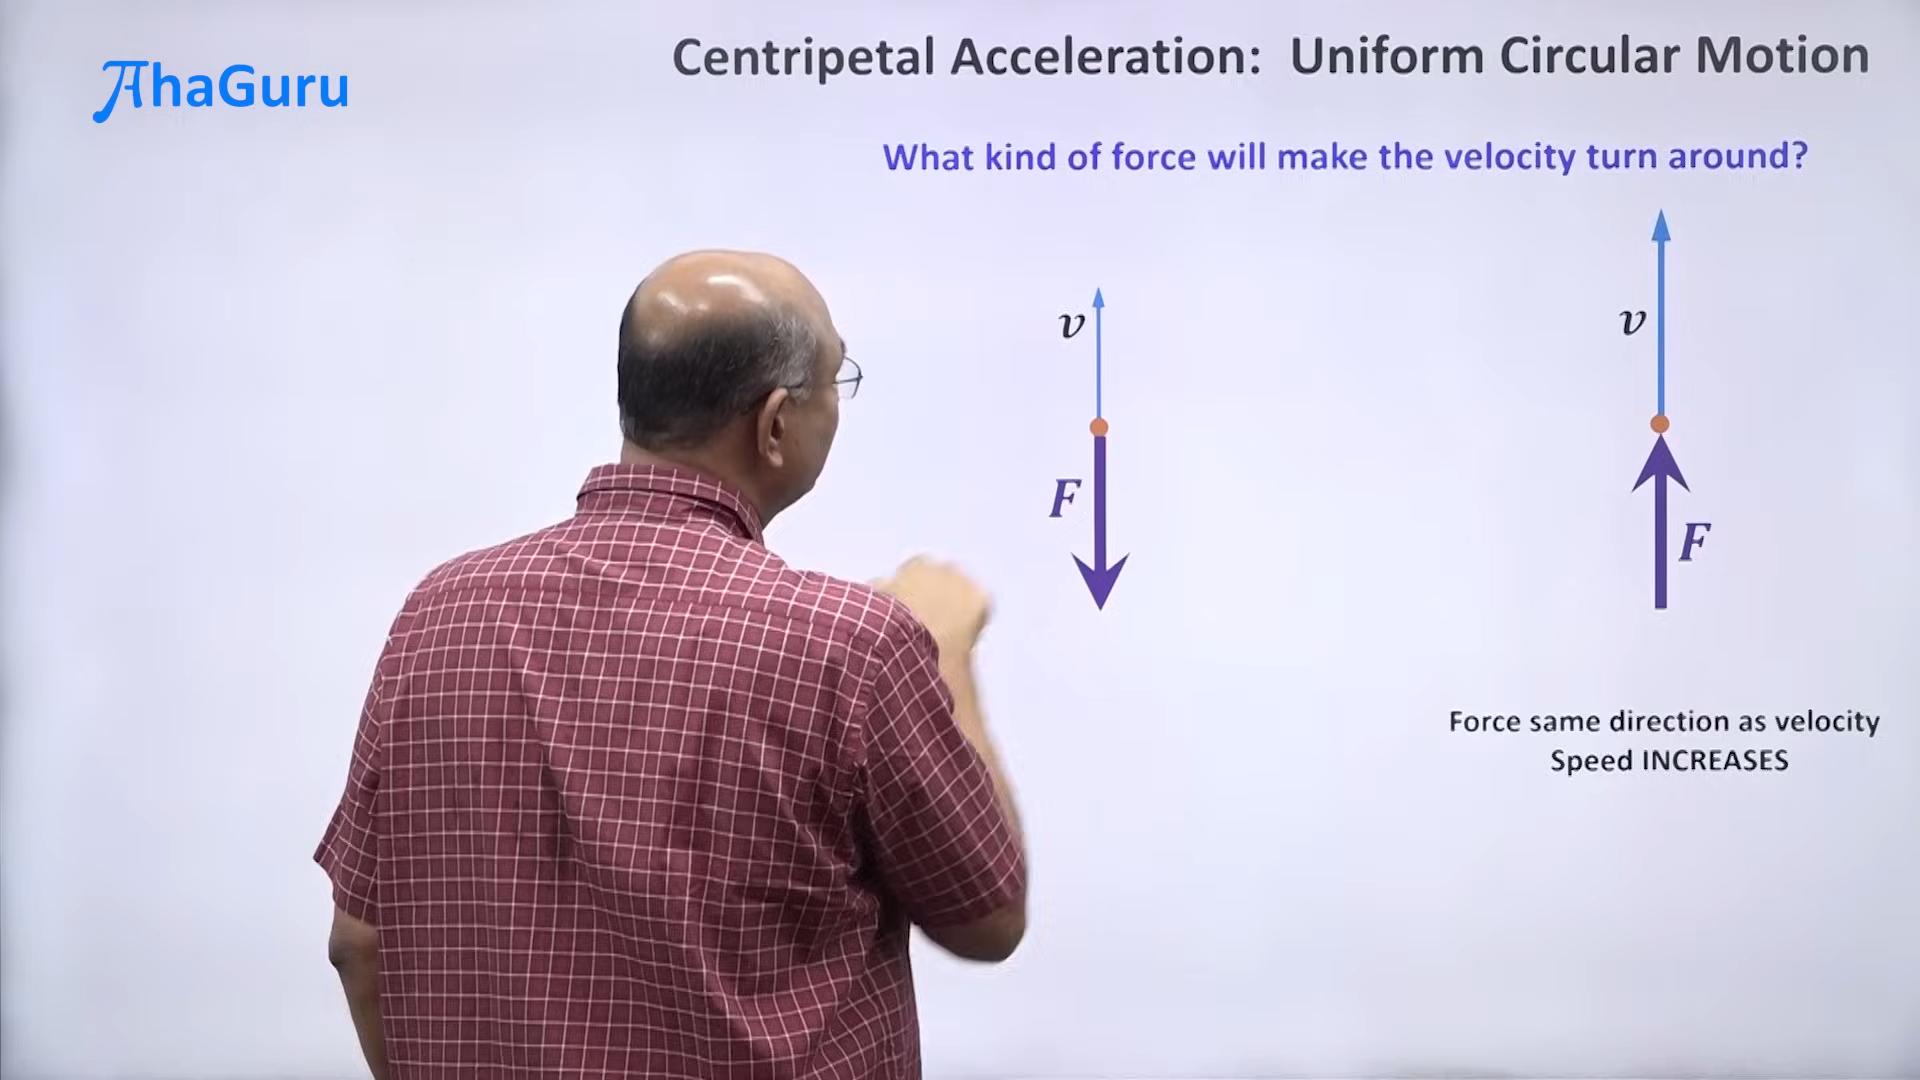 AhaGuru
Centripetal Acceleration: Uniform Circular Motion
What kind of force will make the velocity turn around?
v
v
F
F
Force same direction as velocity
Speed INCREASES